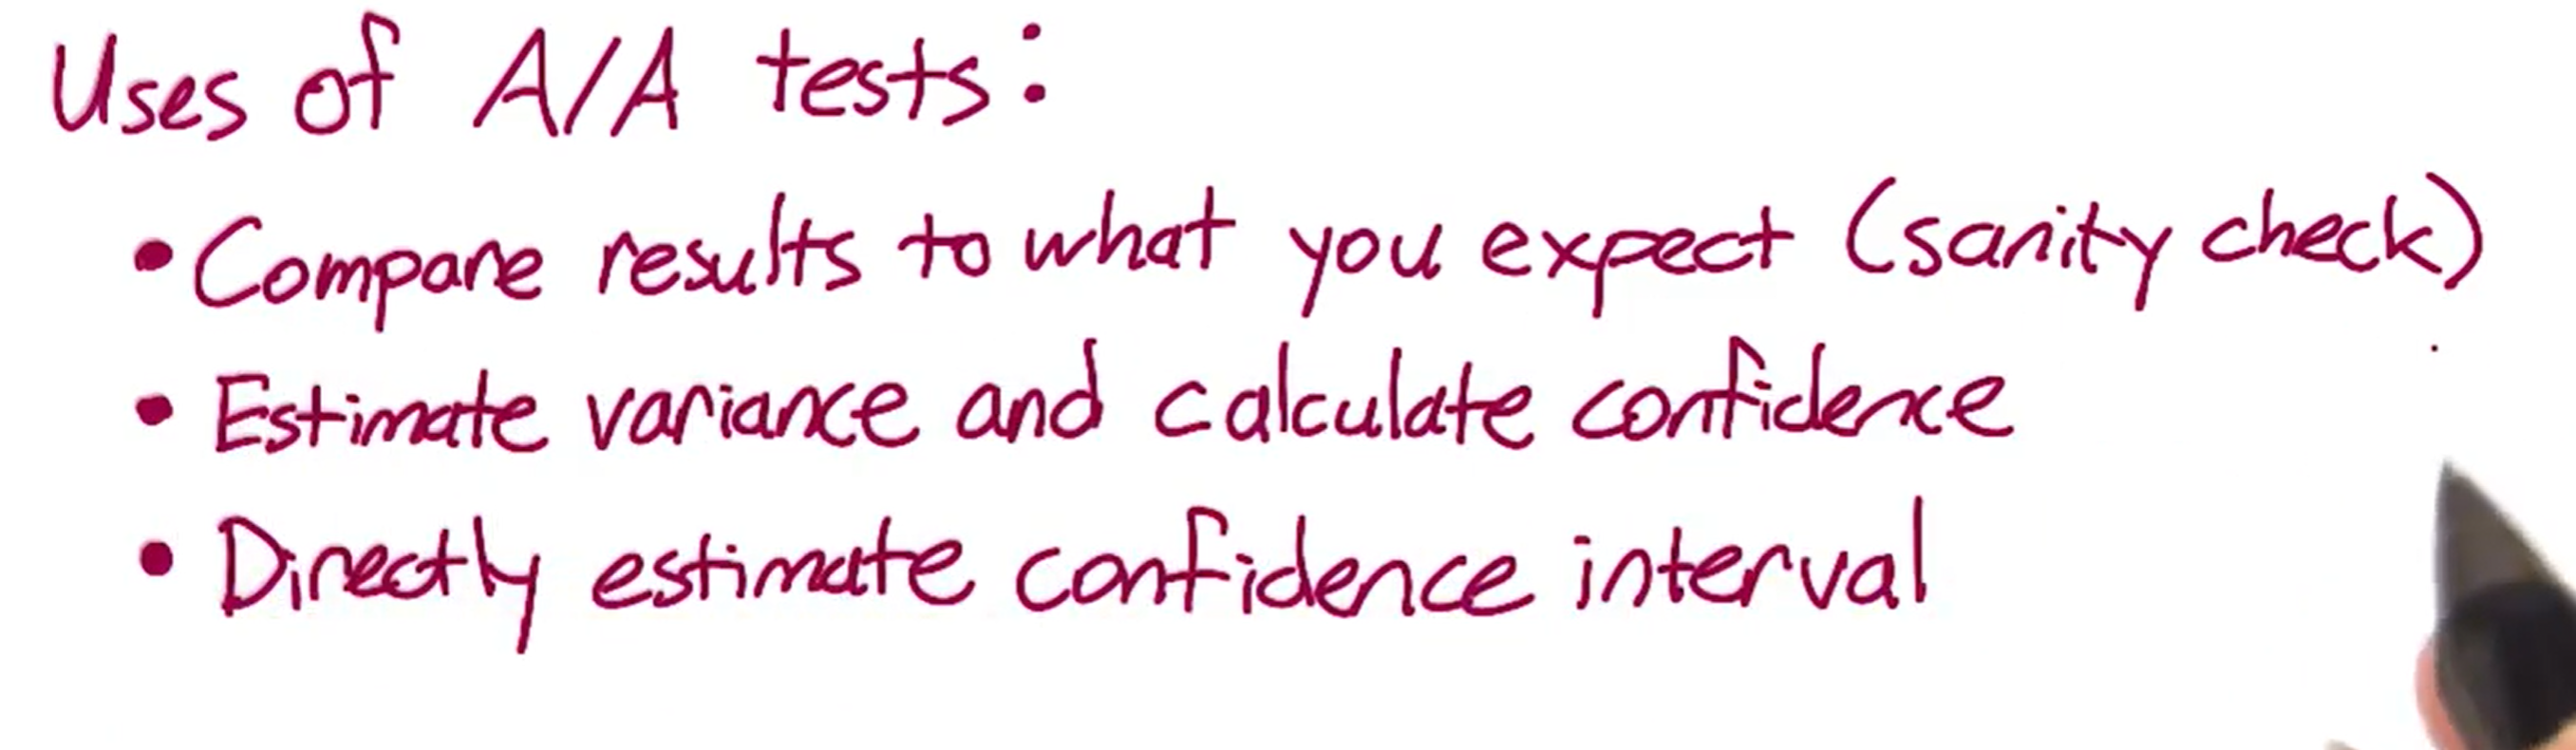 Uses of A/A tests:
• Compare results to what you expect (sanity check)
• Estimate variance and calculate confidence
• Directly estimate confidence interval